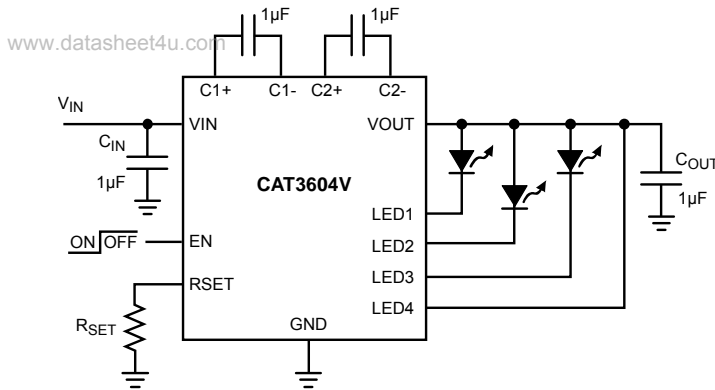 1µF
1µF
www.datasheet4u.com
C1+ C1- C2+ C2-
VIN
VIN
VOUT
CIN
1µF
COUT
1µF
CAT3604V
LED1
ON OFF
EN
LED2
RSET
LED3
LED4
RSET
GND